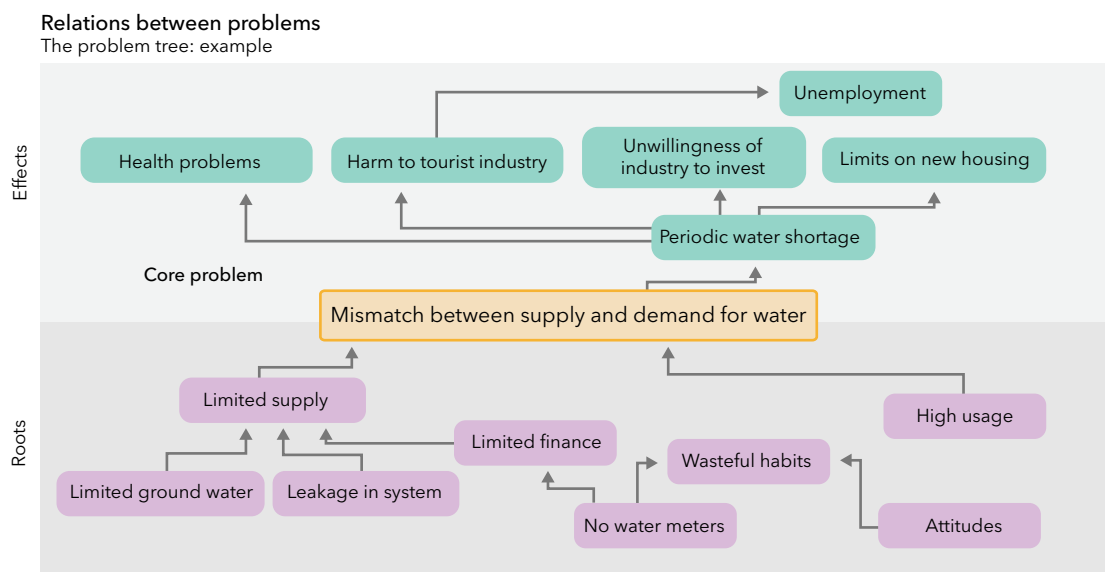 Relations between problems
The problem tree: example
Effects
Unemployment
Health problems
Harm to tourist industry
Unwillingness of
industry to invest
Limits on new housing
Periodic water shortage
Core problem
Mismatch between supply and demand for water
Roots
Limited supply
High usage
Limited finance
Wasteful habits
Limited ground water
Leakage in system
No water meters
Attitudes